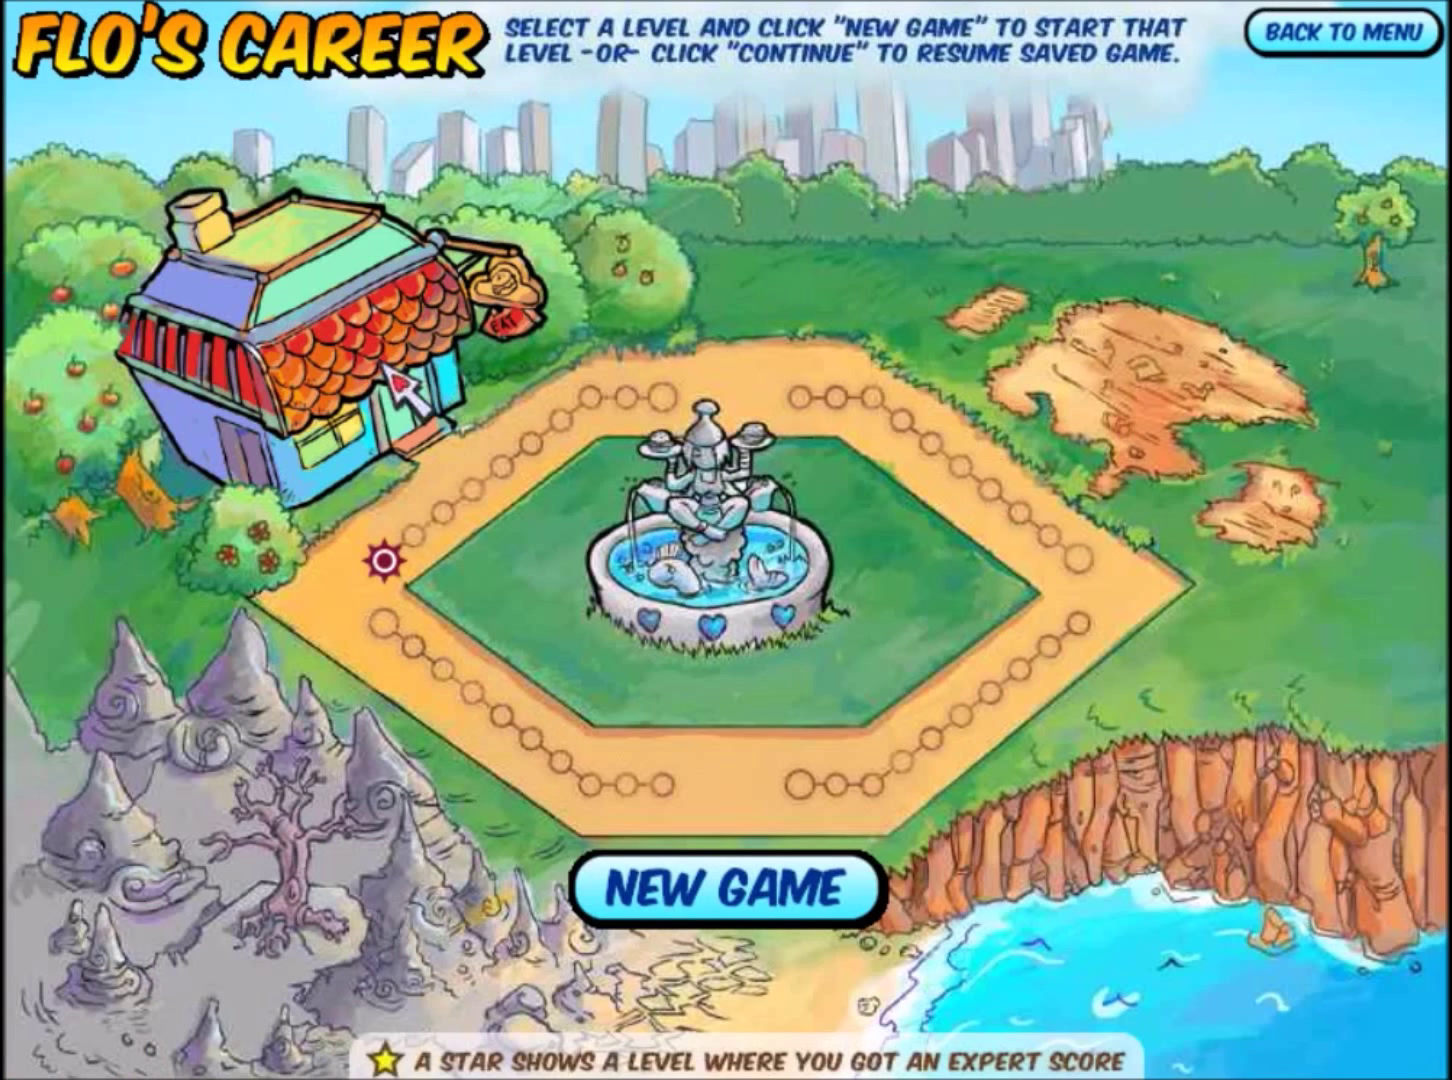 FLO'S CAREER
SELECT A LEVEL AND CLICK "NEW GAME" TO START THAT
LEVEL -OR- CLICK "CONTINUE" TO RESUME SAVED GAME.
BACK TO MENU
EAT
NEW GAME
A STAR SHOWS A LEVEL WHERE YOU GOT AN EXPERT SCORE